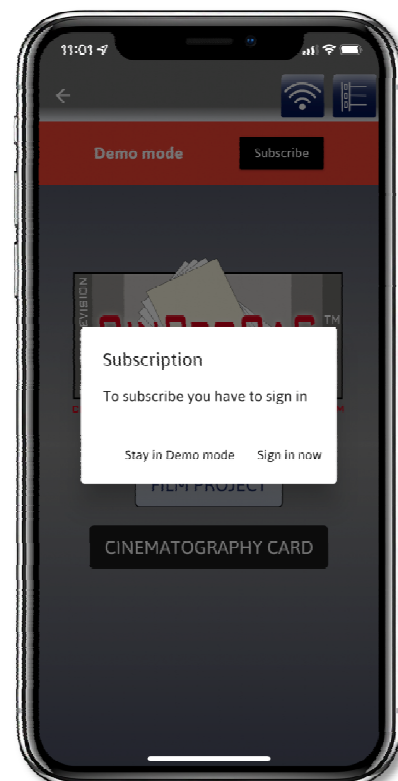 11:01
Demo mode
Subscribe
TM
Subscription
To subscribe you have to sign in
Stay in Demo mode
Sign in now
FILM PROJECT
CINEMATOGRAPHY CARD